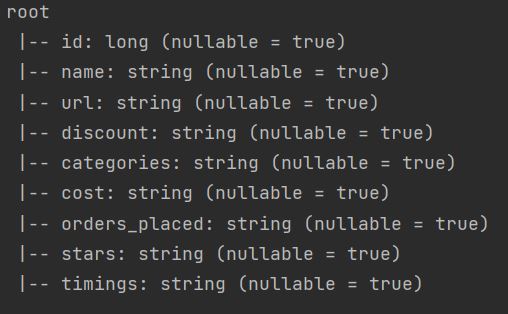 root
 |-- id: long (nullable = true)
 |-- name: string (nullable = true)
 |-- url: string (nullable = true)
 |-- discount: string (nullable = true)
 |-- categories: string (nullable = true)
 |-- cost: string (nullable = true)
 |-- orders_placed: string (nullable = true)
 |-- stars: string (nullable = true)
 |-- timings: string (nullable = true)